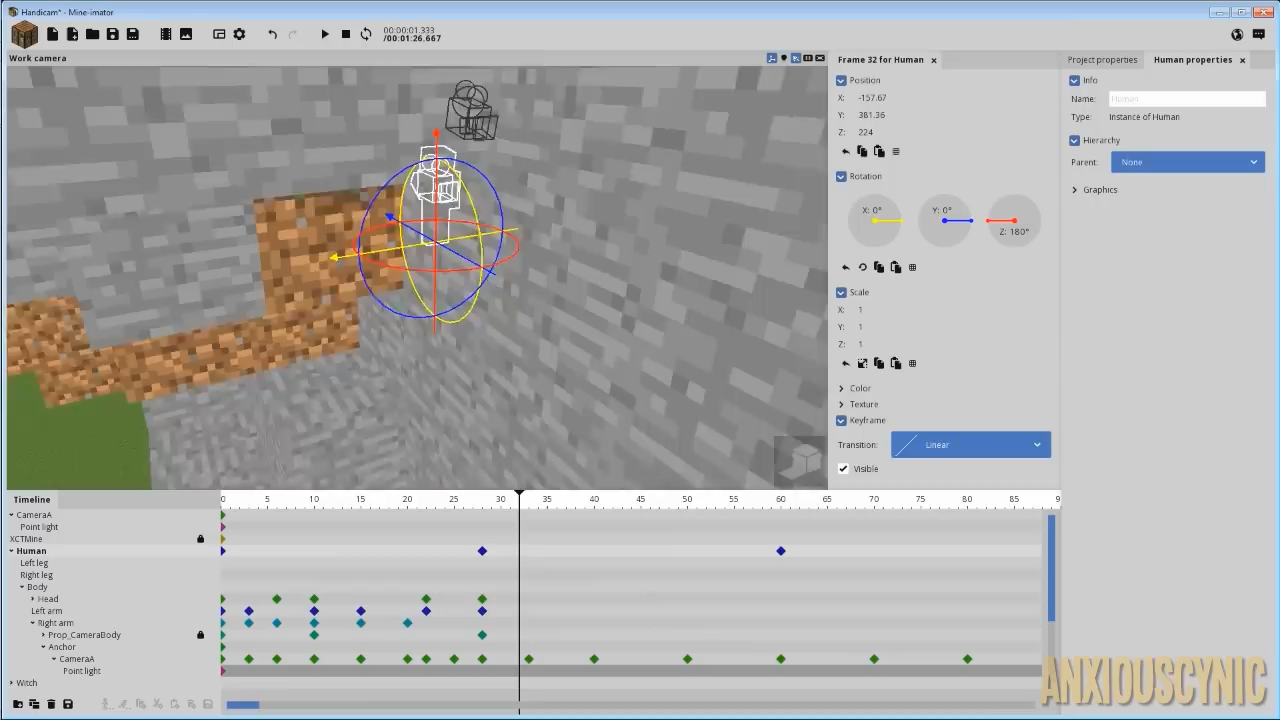 Handicam* - Mine-imator
00:00:01.333
/ 00:01:26.667
Work camera
Frame 32 for Human
Position
X: -157.67
Y: 381.36
Z: 224
Rotation
X: 0°
Y: 0°
Z: 180°
Scale
X: 1
Y: 1
Z: 1
Color
Texture
Keyframe
Transition: Linear
Visible
Project properties
Human properties
Info
Name: Human
Type: Instance of Human
Hierarchy
Parent: None
Graphics
Timeline
0 5 10 15 20 25 30 35 40 45 50 55 60 65 70 75 80 85 9
CameraA
Point light
XCTMine
Human
Left leg
Right leg
Body
Head
Left arm
Right arm
Prop_CameraBody
Anchor
CameraA
Point light
Witch
ANXIOUSCYNIC